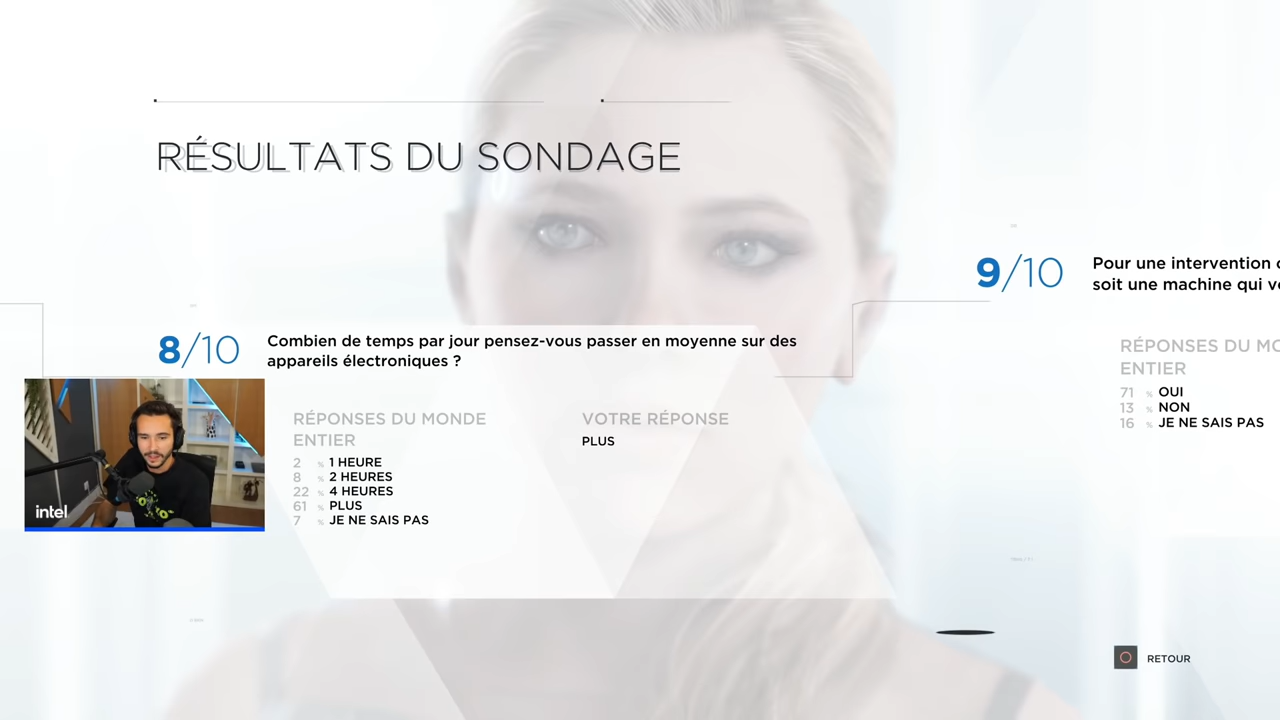 RÉSULTATS DU SONDAGE
8/10
Combien de temps par jour pensez-vous passer en moyenne sur des
appareils électroniques ?
RÉPONSES DU MONDE
ENTIER
2 % 1 HEURE
8 % 2 HEURES
22 % 4 HEURES
61 % PLUS
7 % JE NE SAIS PAS
VOTRE RÉPONSE
PLUS
9/10
Pour une intervention
soit une machine qui
RÉPONSES DU
ENTIER
71 % OUI
13 % NON
16 % JE NE SAIS PAS
intel
RETOUR